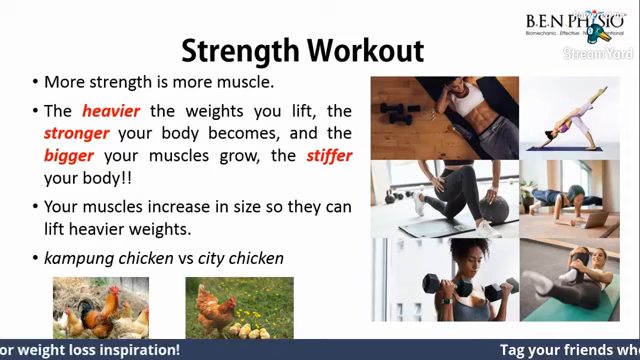 B.E.N PHYSIO
Biomechanic. Effective.
Stream Yard
Strength Workout
• More strength is more muscle.
• The heavier the weights you lift, the
stronger your body becomes, and the
bigger your muscles grow, the stiffer
your body!!
• Your muscles increase in size so they can
lift heavier weights.
• kampung chicken vs city chicken
or weight loss inspiration!
Tag your friends wh